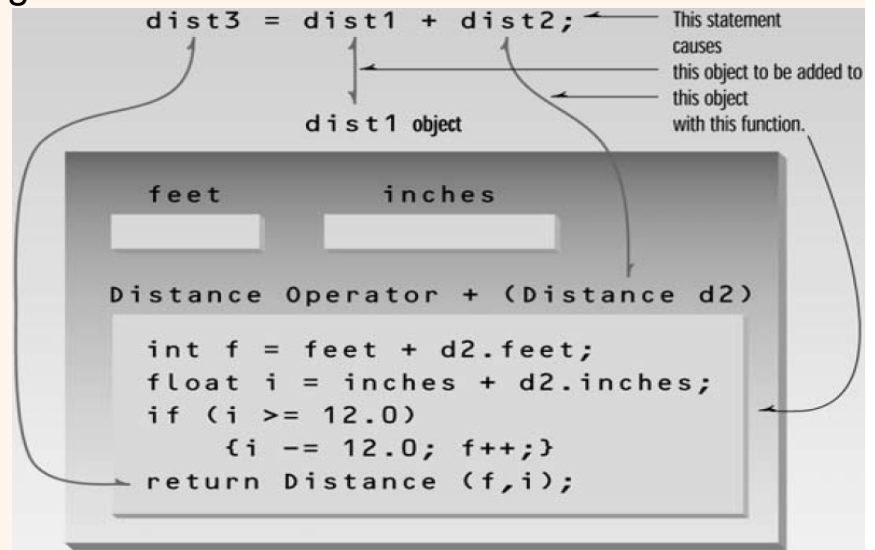 dist3 = dist1 + dist2;
This statement
causes
this object to be added to
this object
with this function.
dist1 object
feet inches
Distance Operator + (Distance d2)
int f = feet + d2.feet;
float i = inches + d2.inches;
if (i >= 12.0)
{i -= 12.0; f++;}
return Distance (f,i);